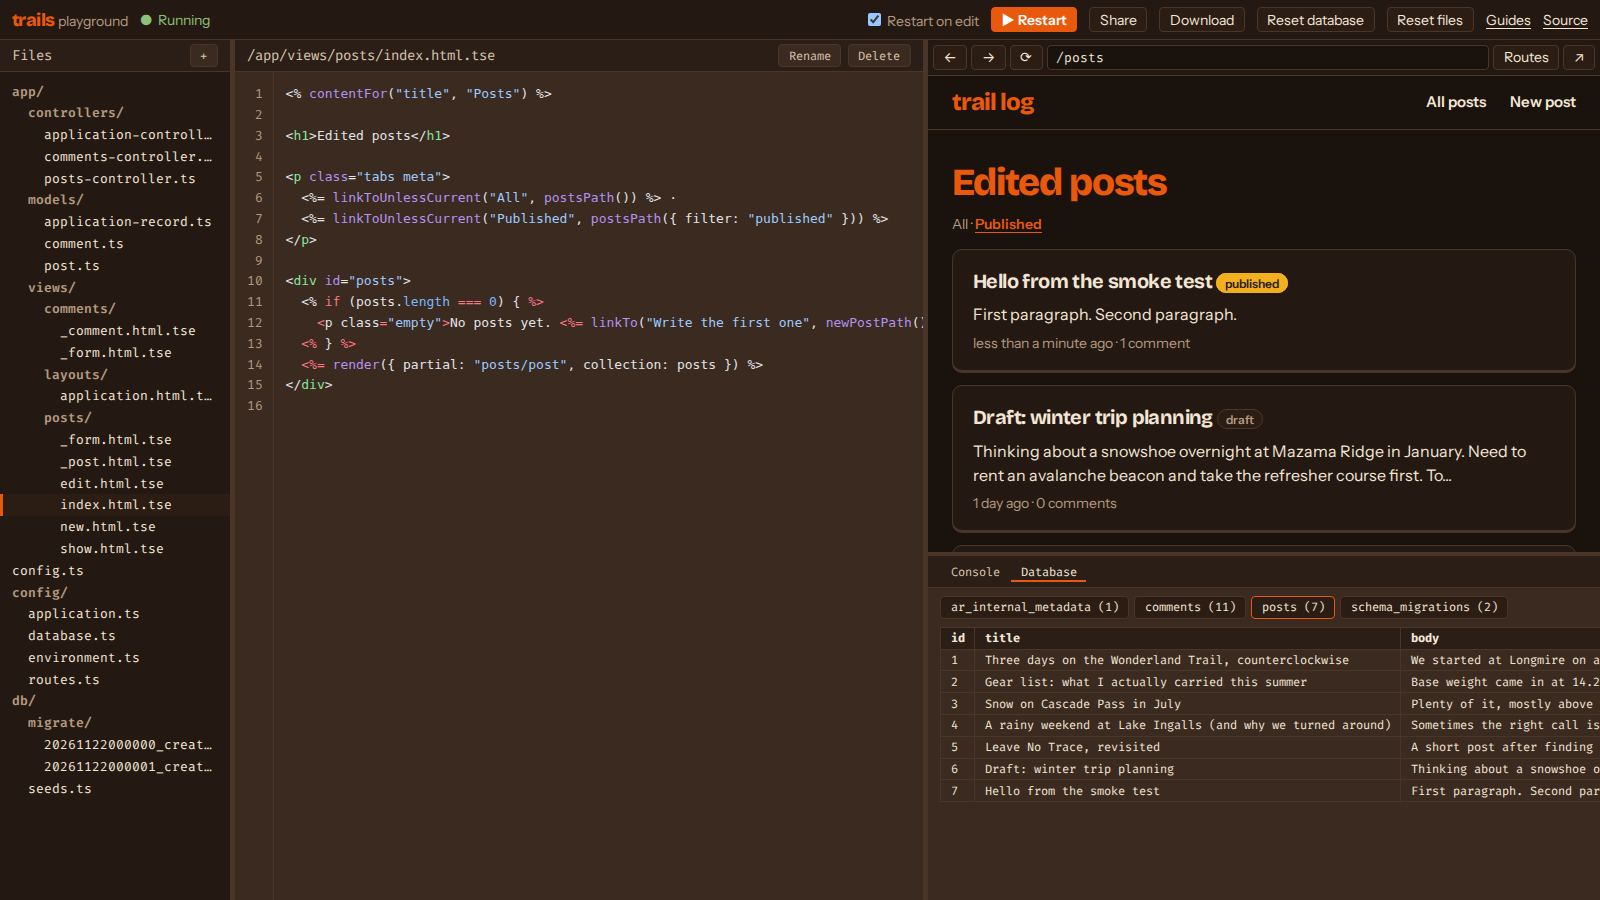 trails playground Running Restart on edit ▶ Restart Share Download Reset database Reset files Guides Source
Files +
app/
controllers/
application-controll…
comments-controller.…
posts-controller.ts
models/
application-record.ts
comment.ts
post.ts
views/
comments/
_comment.html.tse
_form.html.tse
layouts/
application.html.t…
posts/
_form.html.tse
_post.html.tse
edit.html.tse
index.html.tse
new.html.tse
show.html.tse
config.ts
config/
application.ts
database.ts
environment.ts
routes.ts
db/
migrate/
20261122000000_creat…
20261122000001_creat…
seeds.ts
/app/views/posts/index.html.tse Rename Delete
1 <% contentFor("title", "Posts") %>
2
3 <h1>Edited posts</h1>
4
5 <p class="tabs meta">
6 <%= linkToUnlessCurrent("All", postsPath()) %> ·
7 <%= linkToUnlessCurrent("Published", postsPath({ filter: "published" })) %>
8 </p>
9
10 <div id="posts">
11 <% if (posts.length === 0) { %>
12 <p class="empty">No posts yet. <%= linkTo("Write the first one", newPostPath()
13 <% } %>
14 <%= render({ partial: "posts/post", collection: posts }) %>
15 </div>
16
← → ⟳ /posts Routes ↗
trail log All posts New post
Edited posts
All · Published
Hello from the smoke test published
First paragraph. Second paragraph.
less than a minute ago · 1 comment
Draft: winter trip planning draft
Thinking about a snowshoe overnight at Mazama Ridge in January. Need to
rent an avalanche beacon and take the refresher course first. To…
1 day ago · 0 comments
Console Database
ar_internal_metadata (1) comments (11) posts (7) schema_migrations (2)
id title body
1 Three days on the Wonderland Trail, counterclockwise We started at Longmire on a
2 Gear list: what I actually carried this summer Base weight came in at 14.2
3 Snow on Cascade Pass in July Plenty of it, mostly above
4 A rainy weekend at Lake Ingalls (and why we turned around) Sometimes the right call is
5 Leave No Trace, revisited A short post after finding
6 Draft: winter trip planning Thinking about a snowshoe o
7 Hello from the smoke test First paragraph. Second par